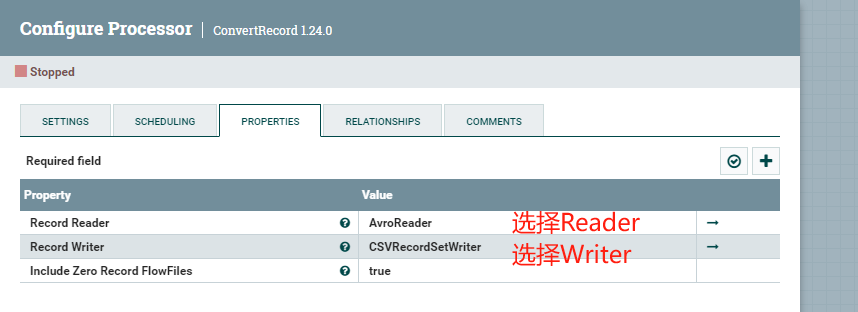 Configure Processor | ConvertRecord 1.24.0
Stopped
SETTINGS SCHEDULING PROPERTIES RELATIONSHIPS COMMENTS
Required field
Property Value
Record Reader AvroReader 选择Reader
Record Writer CSVRecordSetWriter 选择Writer
Include Zero Record FlowFiles true